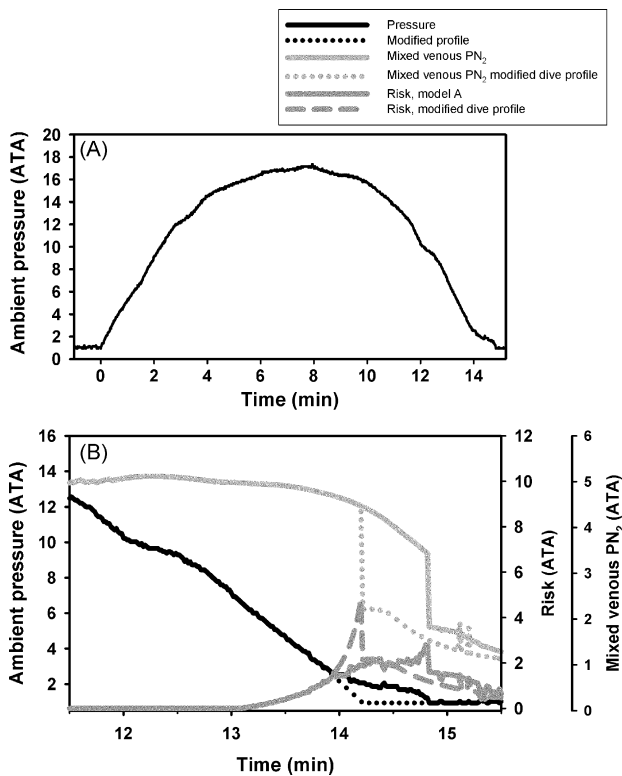 Pressure
Modified profile
Mixed venous PN2
Mixed venous PN2 modified dive profile
Risk, model A
Risk, modified dive profile
(A)
Ambient pressure (ATA)
20
18
16
14
12
10
8
6
4
2
0
0 2 4 6 8 10 12 14
Time (min)
(B)
Ambient pressure (ATA)
16
14
12
10
8
6
4
2
12 13 14 15
Time (min)
12
10
8
6
4
2
0
Risk (ATA)
6
5
4
3
2
1
0
Mixed venous PN2 (ATA)